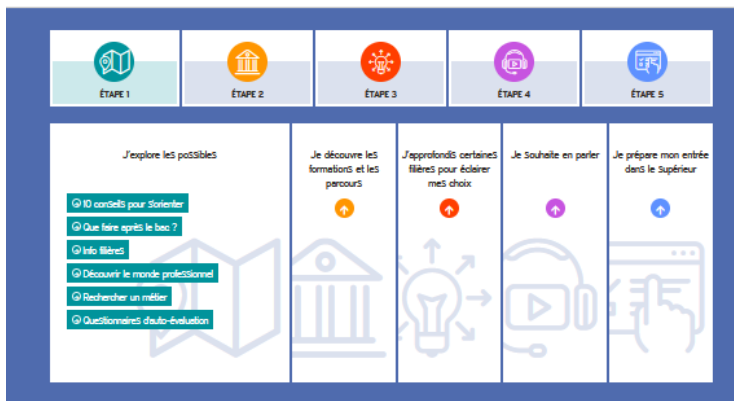 ÉTAPE 1
ÉTAPE 2
ÉTAPE 3
ÉTAPE 4
ÉTAPE 5
J'explore les possibles
10 conseils pour s'orienter
Que faire après le bac ?
Info filières
Découvrir le monde professionnel
Rechercher un métier
Questionnaires d'auto-évaluation
Je découvre les
formations et les
parcours
J'approfondis certaines
filières pour éclairer
mes choix
Je souhaite en parler
Je prépare mon entrée
dans le supérieur